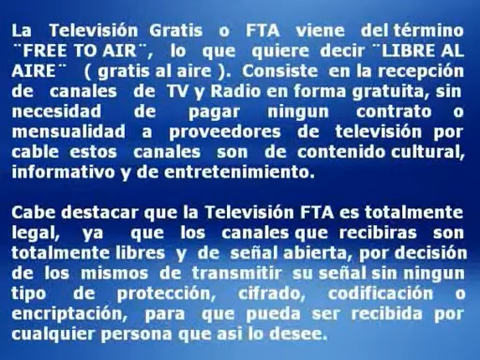 La Televisión Gratis o FTA viene del término
¨FREE TO AIR¨, lo que quiere decir ¨LIBRE AL
AIRE¨ ( gratis al aire ). Consiste en la recepción
de canales de TV y Radio en forma gratuita, sin
necesidad de pagar ningun contrato o
mensualidad a proveedores de televisión por
cable estos canales son de contenido cultural,
informativo y de entretenimiento.
Cabe destacar que la Televisión FTA es totalmente
legal, ya que los canales que recibiras son
totalmente libres y de señal abierta, por decisión
de los mismos de transmitir su señal sin ningun
tipo de protección, cifrado, codificación o
encriptación, para que pueda ser recibida por
cualquier persona que asi lo desee.